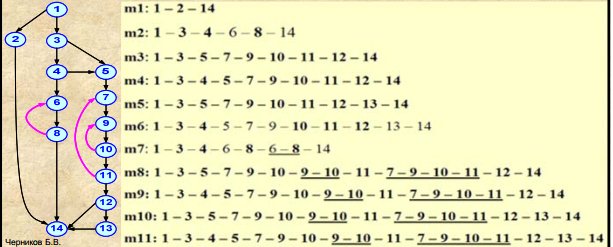 1
2
3
4
5
6
7
8
9
10
11
12
14
13
Черников Б.В.
m1: 1 – 2 – 14
m2: 1 – 3 – 4 – 6 – 8 – 14
m3: 1 – 3 – 5 – 7 – 9 – 10 – 11 – 12 – 14
m4: 1 – 3 – 4 – 5 – 7 – 9 – 10 – 11 – 12 – 14
m5: 1 – 3 – 5 – 7 – 9 – 10 – 11 – 12 – 13 – 14
m6: 1 – 3 – 4 – 5 – 7 – 9 – 10 – 11 – 12 – 13 – 14
m7: 1 – 3 – 4 – 6 – 8 – 6 – 8 – 14
m8: 1 – 3 – 5 – 7 – 9 – 10 – 9 – 10 – 11 – 7 – 9 – 10 – 11 – 12 – 14
m9: 1 – 3 – 4 – 5 – 7 – 9 – 10 – 9 – 10 – 11 – 7 – 9 – 10 – 11 – 12 – 14
m10: 1 – 3 – 5 – 7 – 9 – 10 – 9 – 10 – 11 – 7 – 9 – 10 – 11 – 12 – 13 – 14
m11: 1 – 3 – 4 – 5 – 7 – 9 – 10 – 9 – 10 – 11 – 7 – 9 – 10 – 11 – 12 – 13 – 14